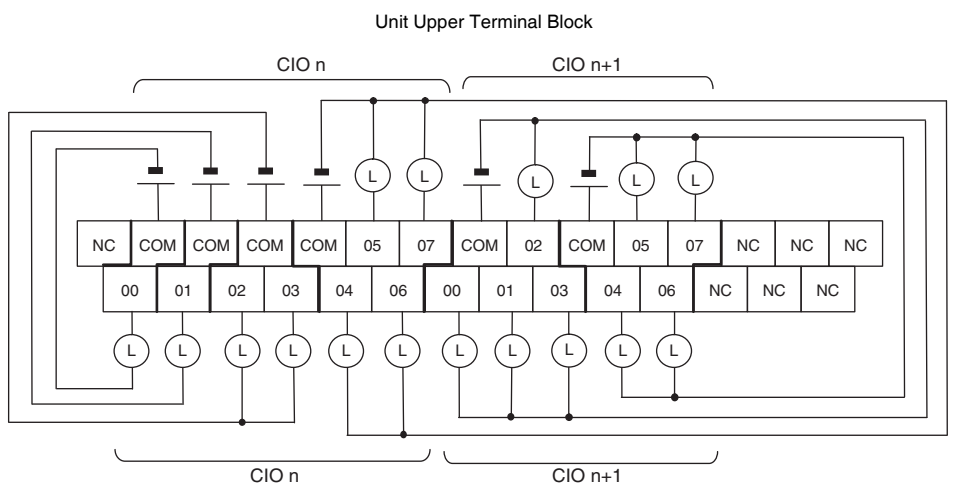 Unit Upper Terminal Block
CIO n CIO n+1
L L L L L L
NC COM COM COM COM 05 07 COM 02 COM 05 07 NC NC NC
00 01 02 03 04 06 00 01 03 04 06 NC NC NC
L L L L L L L L L L L
CIO n CIO n+1